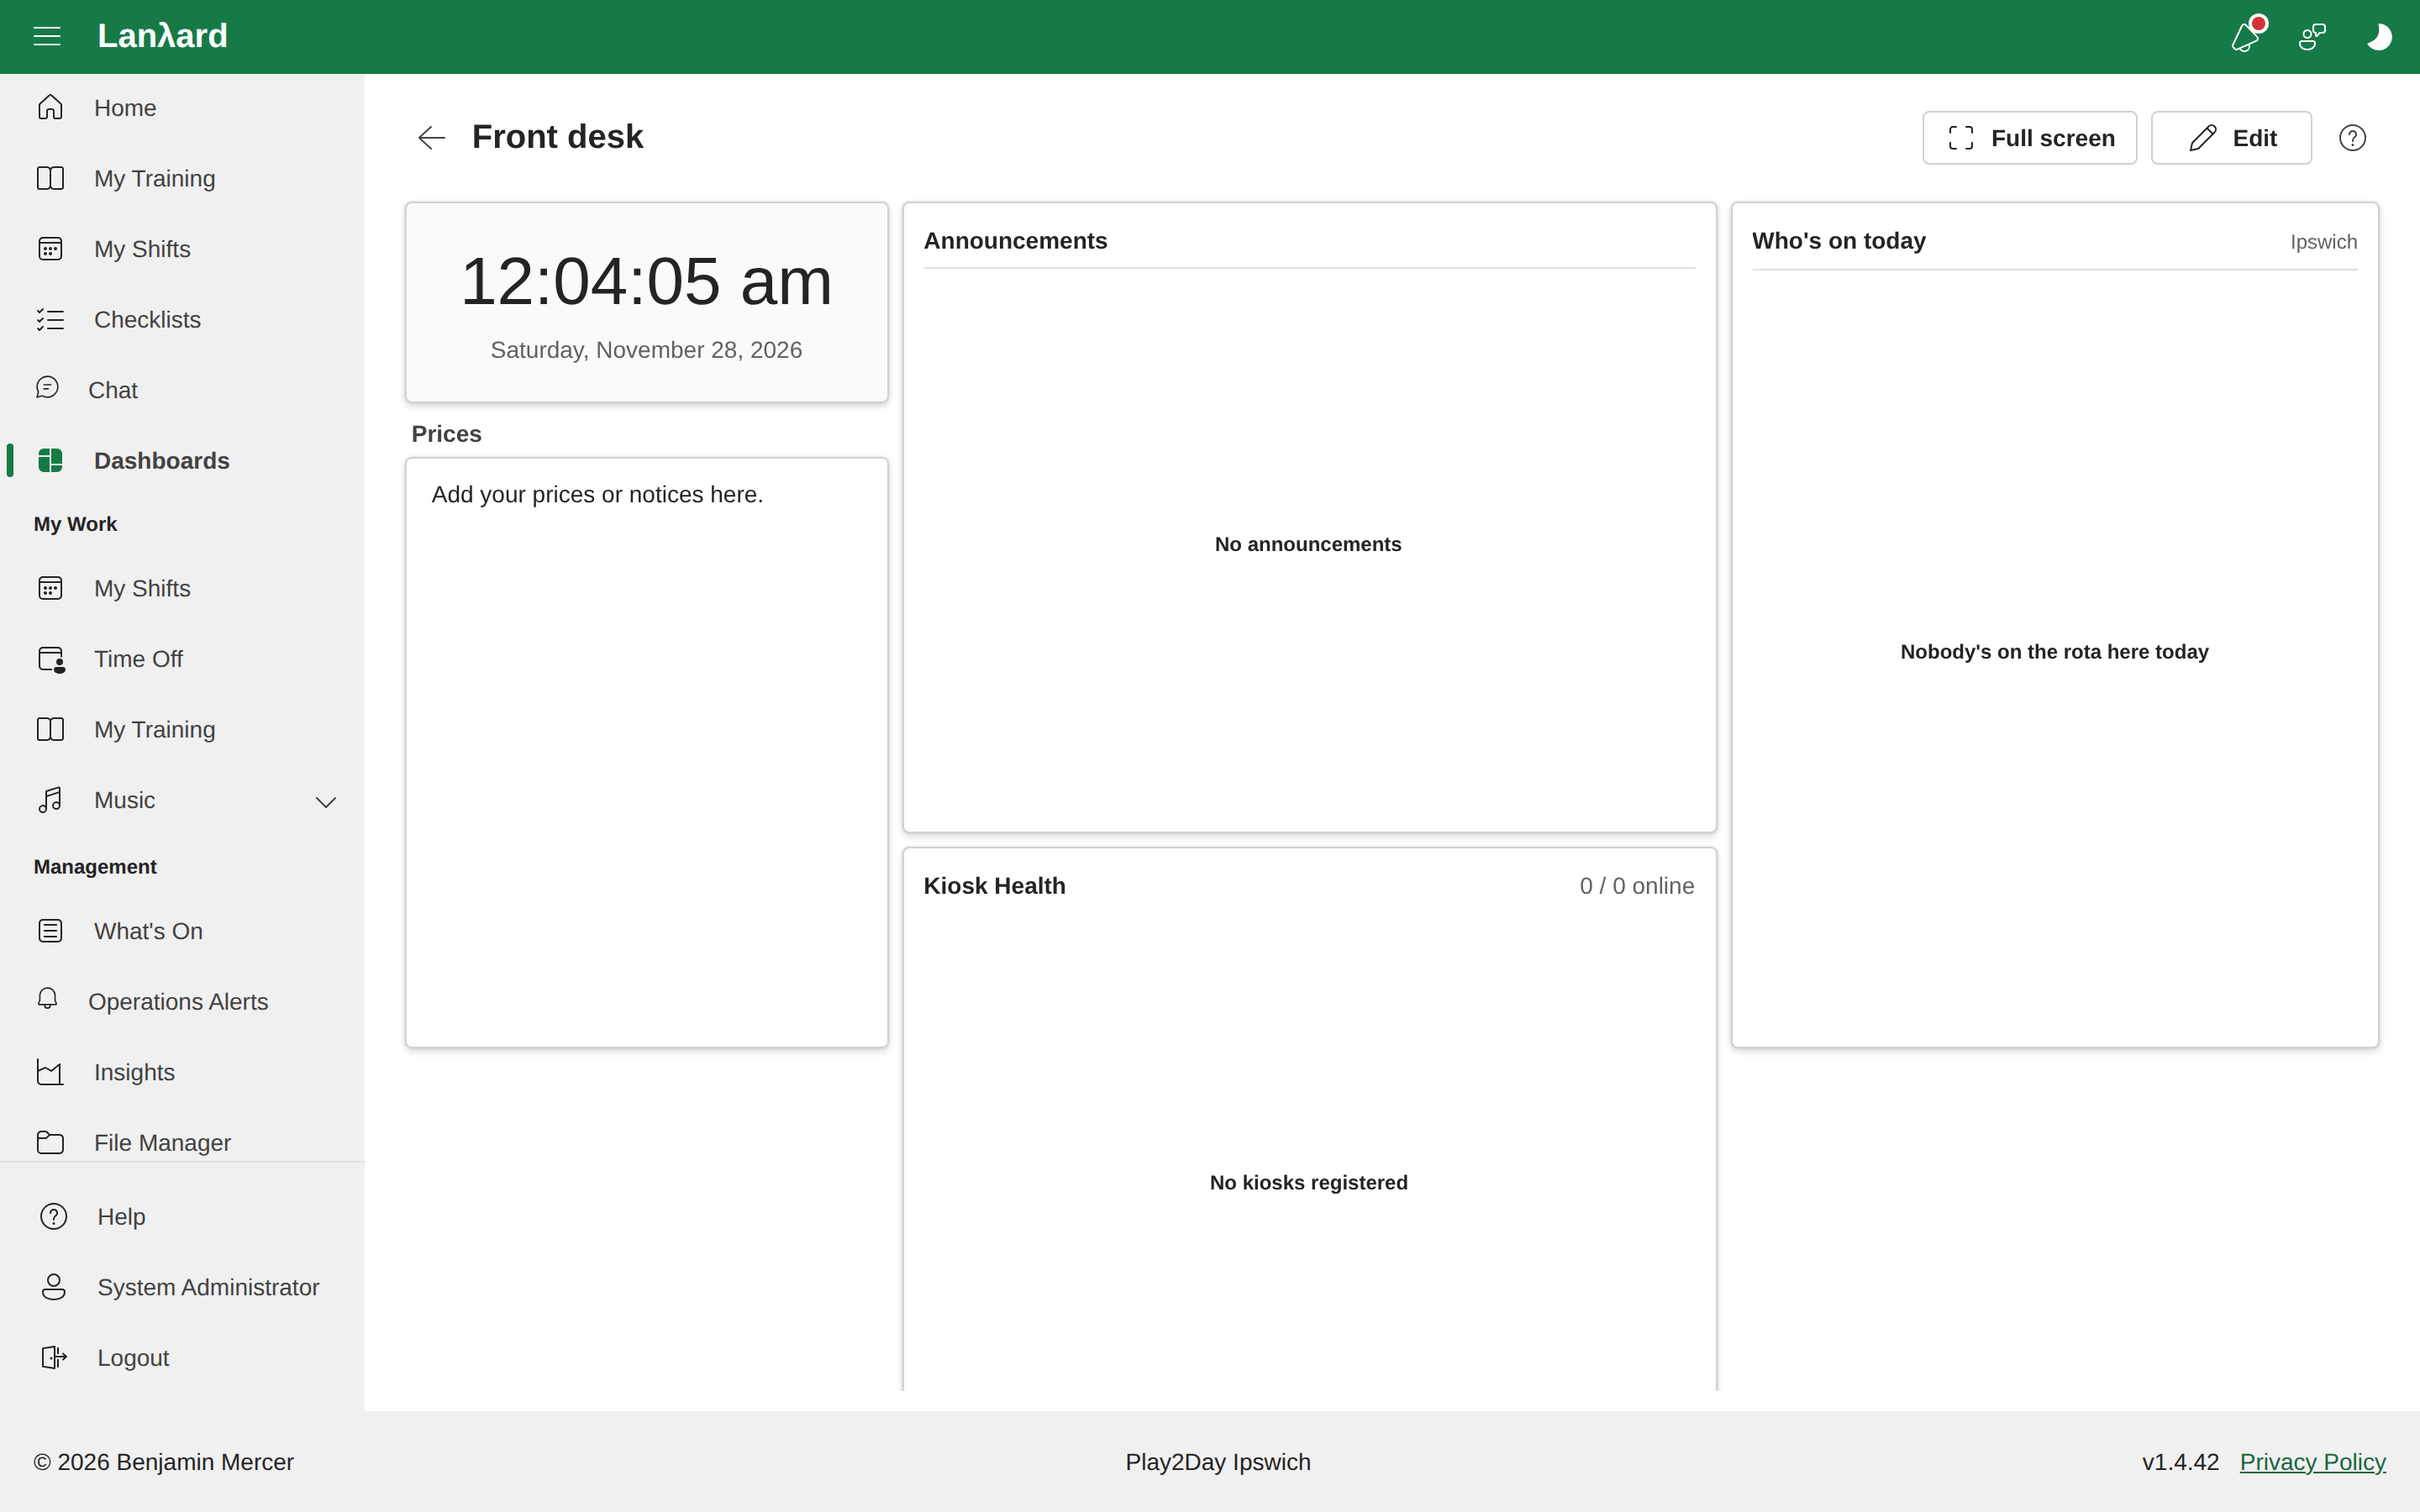 Lanλard
Home
My Training
My Shifts
Checklists
Chat
Dashboards
My Work
My Shifts
Time Off
My Training
Music
Management
What's On
Operations Alerts
Insights
File Manager
Help
System Administrator
Logout
Front desk
Full screen
Edit
12:04:05 am
Saturday, November 28, 2026
Prices
Add your prices or notices here.
Announcements
No announcements
Kiosk Health
0 / 0 online
No kiosks registered
Who's on today
Ipswich
Nobody's on the rota here today
© 2026 Benjamin Mercer
Play2Day Ipswich
v1.4.42
Privacy Policy